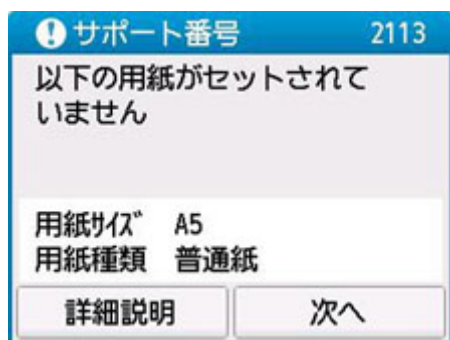 サポート番号 2113
以下の用紙がセットされて
いません
用紙ｻｲｽﾞ A5
用紙種類 普通紙
詳細説明 次へ